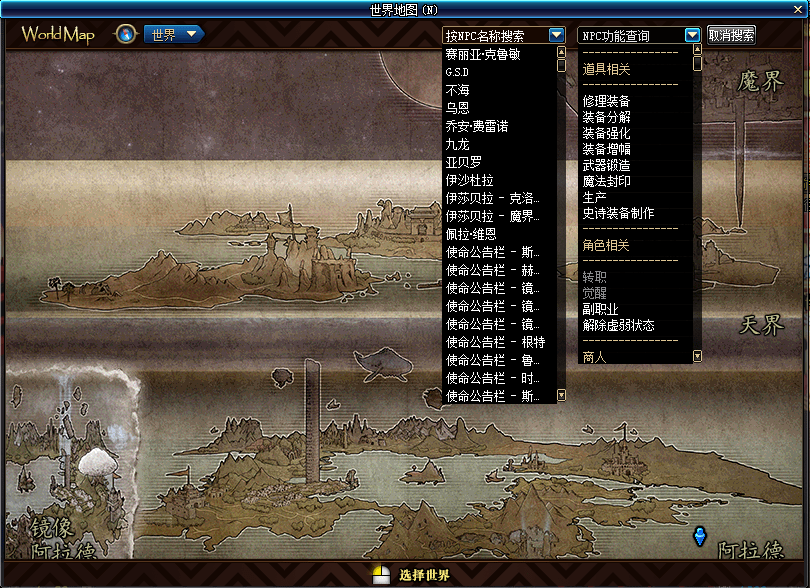 世界地图 (N)
WorldMap
世界
按NPC名称搜索
NPC功能查询
取消搜索
赛丽亚·克鲁敏
G.S.D
不海
乌恩
乔安·费雷诺
九龙
亚贝罗
伊沙杜拉
伊莎贝拉 - 克洛...
伊莎贝拉 - 魔界...
佩拉·维恩
使命公告栏 - 斯...
使命公告栏 - 赫...
使命公告栏 - 镜...
使命公告栏 - 镜...
使命公告栏 - 镜...
使命公告栏 - 根特
使命公告栏 - 鲁...
使命公告栏 - 时...
使命公告栏 - 斯...
道具相关
修理装备
装备分解
装备强化
装备增幅
武器锻造
魔法封印
生产
史诗装备制作
角色相关
转职
觉醒
副职业
解除虚弱状态
商人
魔界
天界
镜像
阿拉德
阿拉德
选择世界